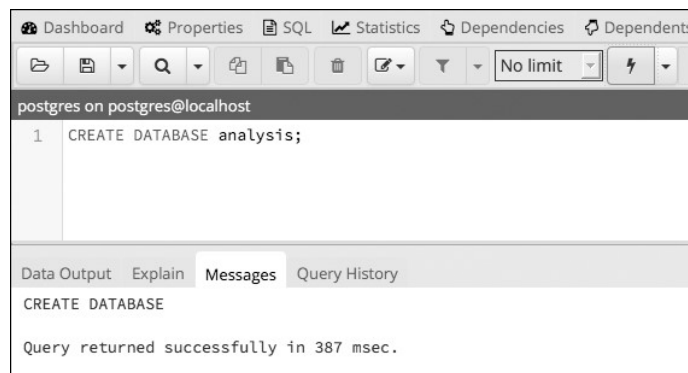 Dashboard Properties SQL Statistics Dependencies Dependents
No limit
postgres on postgres@localhost
1 CREATE DATABASE analysis;
Data Output Explain Messages Query History
CREATE DATABASE
Query returned successfully in 387 msec.